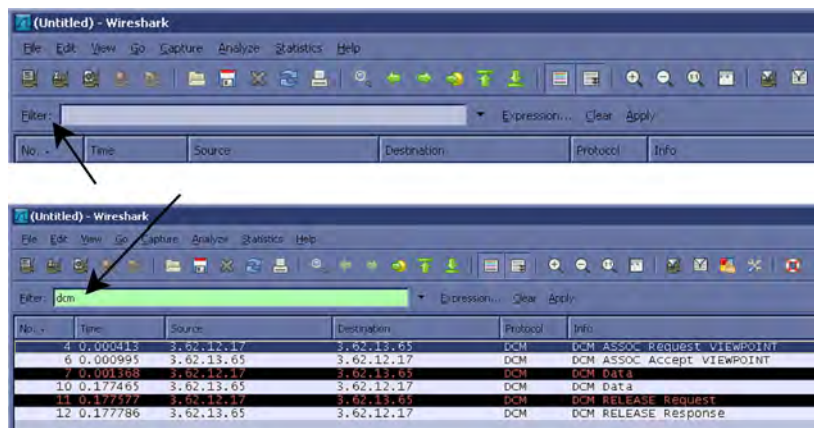 (Untitled) - Wireshark
File Edit View Go Capture Analyze Statistics Help
Filter: Expression... Clear Apply
No. . Time Source Destination Protocol Info
(Untitled) - Wireshark
File Edit View Go Capture Analyze Statistics Help
Filter: dcm Expression... Clear Apply
No. . Time Source Destination Protocol Info
4 0.000413 3.62.12.17 3.62.13.65 DCM DCM ASSOC Request VIEWPOINT
6 0.000995 3.62.13.65 3.62.12.17 DCM DCM ASSOC Accept VIEWPOINT
7 0.001368 3.62.12.17 3.62.13.65 DCM DCM Data
10 0.177465 3.62.13.65 3.62.12.17 DCM DCM Data
11 0.177577 3.62.12.17 3.62.13.65 DCM DCM RELEASE Request
12 0.177786 3.62.13.65 3.62.12.17 DCM DCM RELEASE Response